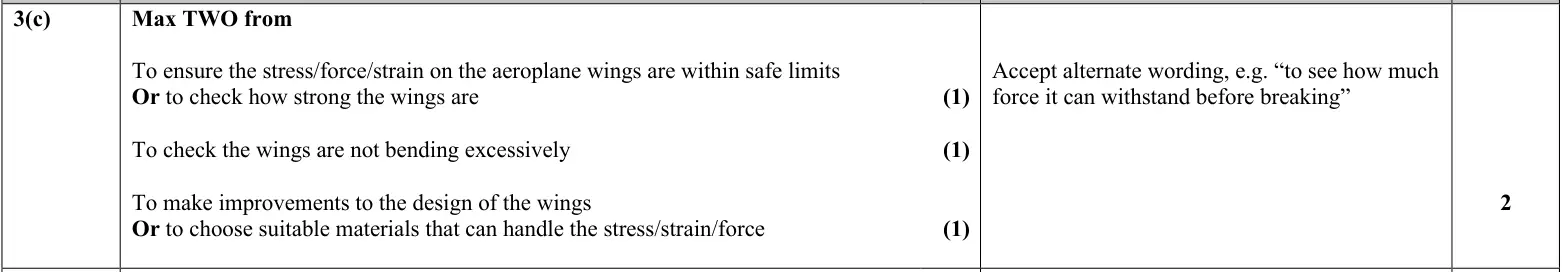 3(c)
Max TWO from
To ensure the stress/force/strain on the aeroplane wings are within safe limits
Or to check how strong the wings are (1)
To check the wings are not bending excessively (1)
To make improvements to the design of the wings
Or to choose suitable materials that can handle the stress/strain/force (1)
Accept alternate wording, e.g. “to see how much
force it can withstand before breaking”
2